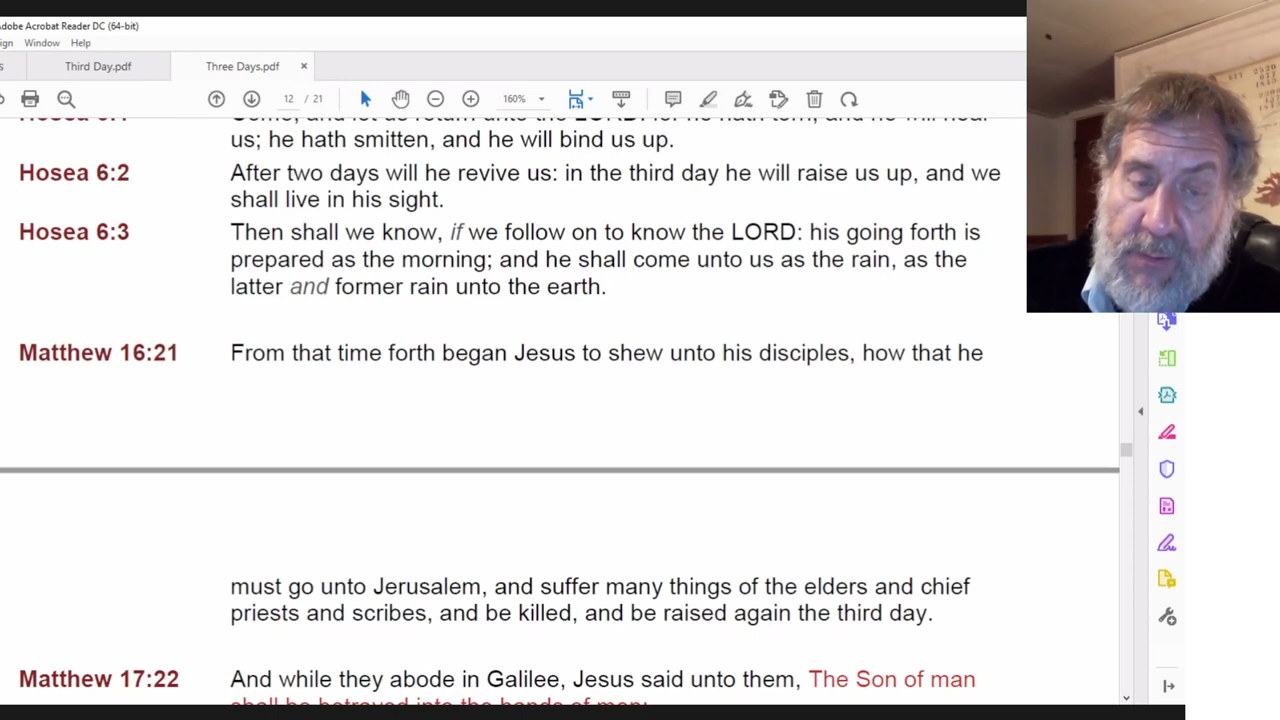 Adobe Acrobat Reader DC (64-bit)
Window Help
Third Day.pdf Three Days.pdf ×
12 / 21 160%
us; he hath smitten, and he will bind us up.
Hosea 6:2 After two days will he revive us: in the third day he will raise us up, and we
shall live in his sight.
Hosea 6:3 Then shall we know, if we follow on to know the LORD: his going forth is
prepared as the morning; and he shall come unto us as the rain, as the
latter and former rain unto the earth.
Matthew 16:21 From that time forth began Jesus to shew unto his disciples, how that he
must go unto Jerusalem, and suffer many things of the elders and chief
priests and scribes, and be killed, and be raised again the third day.
Matthew 17:22 And while they abode in Galilee, Jesus said unto them, The Son of man
shall be betrayed into the hands of men: